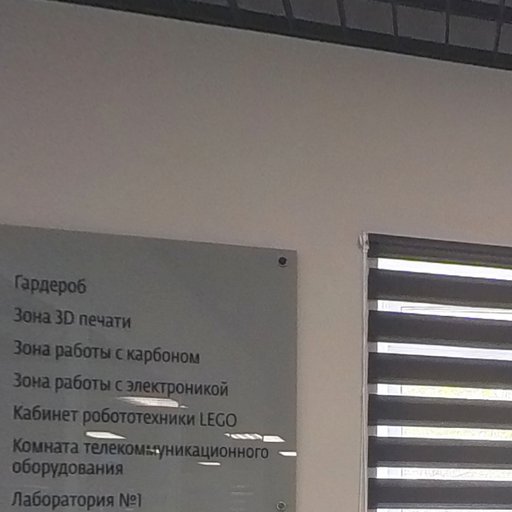 Гардероб
Зона 3D печати
Зона работы с карбоном
Зона работы с электроникой
Кабинет робототехники LEGO
Комната телекоммуникационного
оборудования
Лаборатория №1